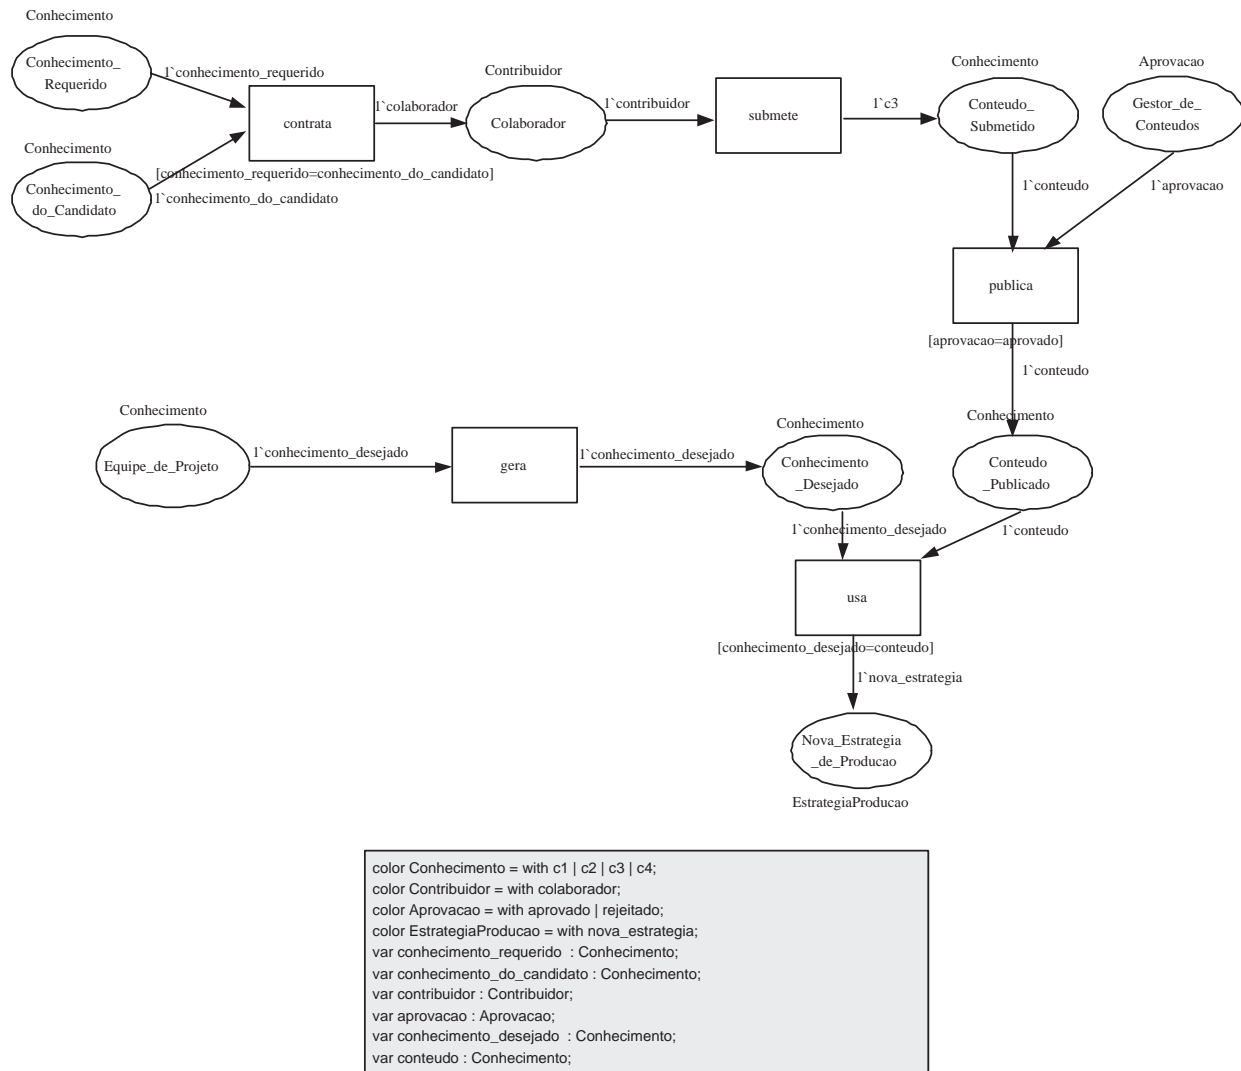 Conhecimento
Conhecimento_
Requerido
1`conhecimento_requerido
contrata
[conhecimento_requerido=conhecimento_do_candidato]
Conhecimento
Conhecimento_
do_Candidato
1`conhecimento_do_candidato
1`colaborador
Contribuidor
Colaborador
1`contribuidor
submete
1`c3
Conhecimento
Conteudo_
Submetido
Aprovacao
Gestor_de_
Conteudos
1`conteudo
1`aprovacao
publica
[aprovacao=aprovado]
1`conteudo
Conhecimento
Equipe_de_Projeto
1`conhecimento_desejado
gera
1`conhecimento_desejado
Conhecimento
Conhecimento
_Desejado
Conhecimento
Conteudo
_Publicado
1`conhecimento_desejado
1`conteudo
usa
[conhecimento_desejado=conteudo]
1`nova_estrategia
Nova_Estrategia
_de_Producao
EstrategiaProducao
color Conhecimento = with c1 | c2 | c3 | c4;
color Contribuidor = with colaborador;
color Aprovacao = with aprovado | rejeitado;
color EstrategiaProducao = with nova_estrategia;
var conhecimento_requerido : Conhecimento;
var conhecimento_do_candidato : Conhecimento;
var contribuidor : Contribuidor;
var aprovacao : Aprovacao;
var conhecimento_desejado : Conhecimento;
var conteudo : Conhecimento;